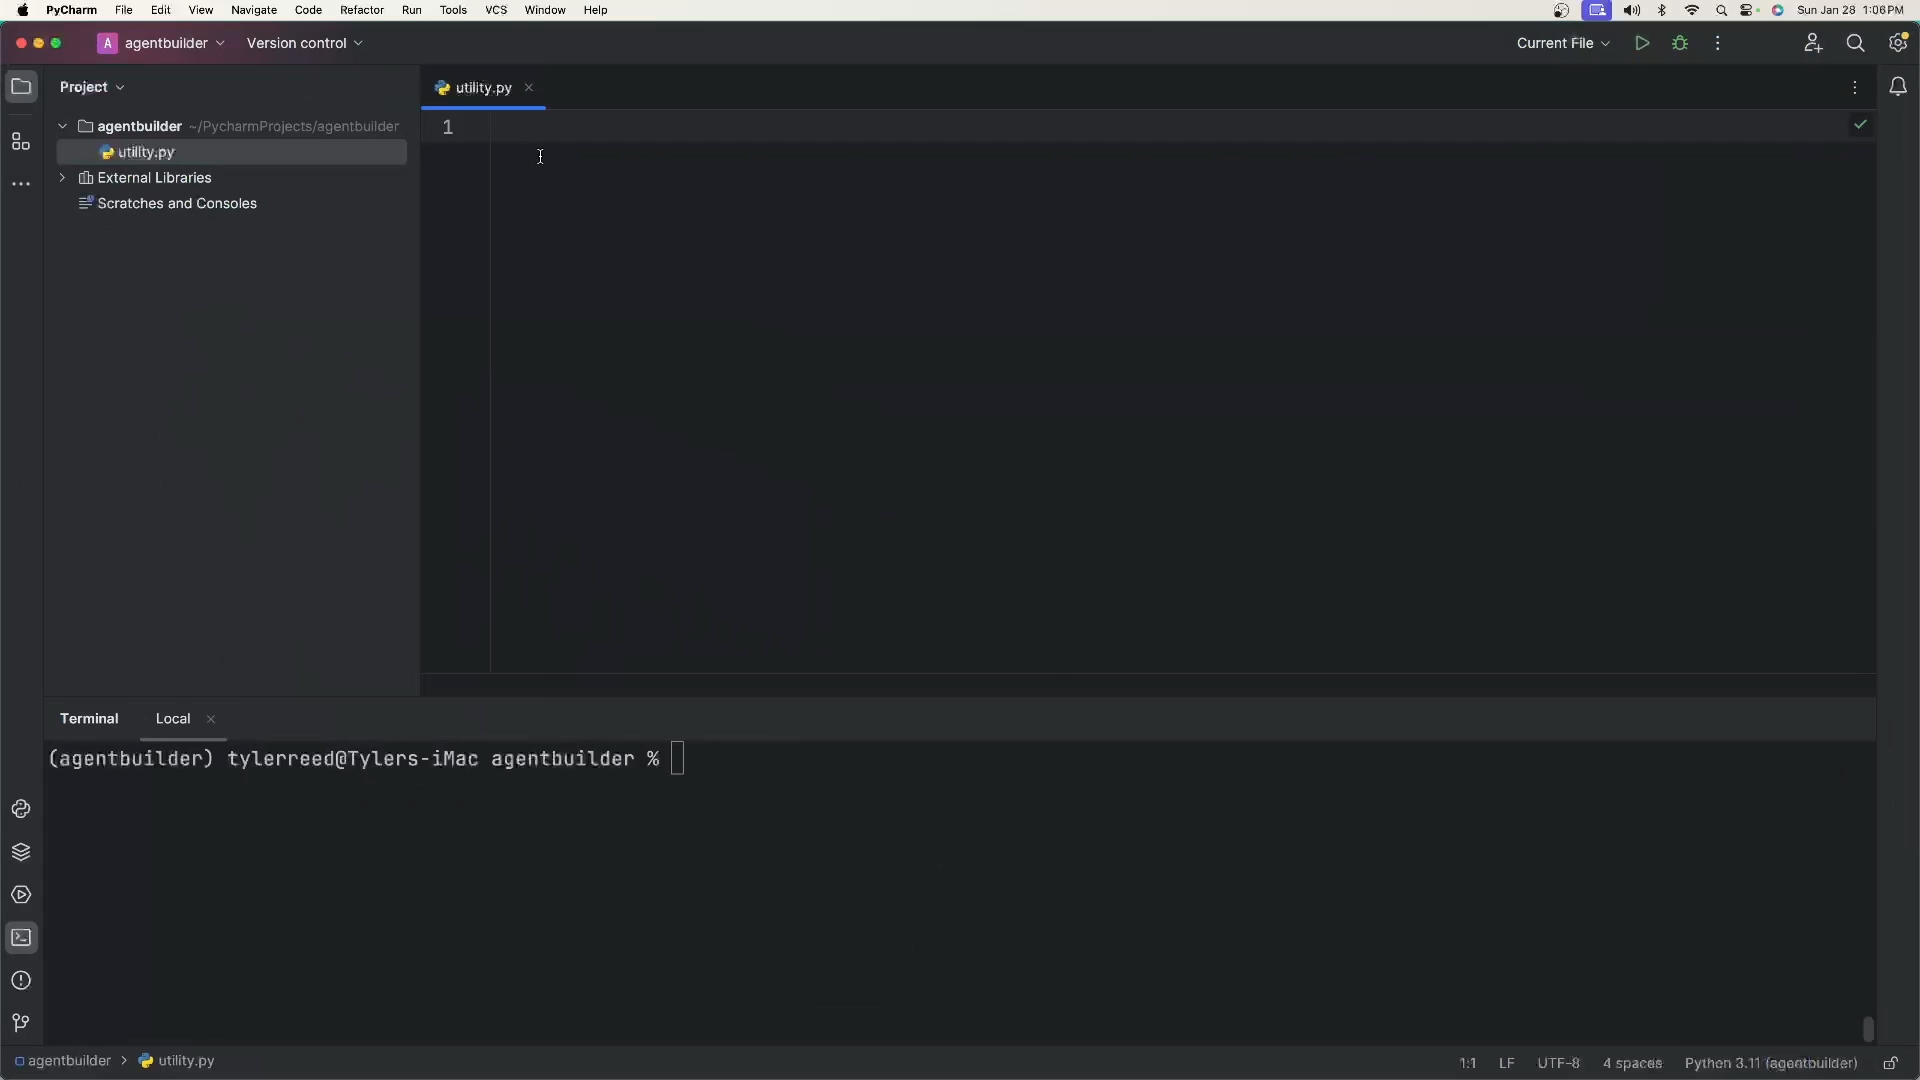 PyCharm File Edit View Navigate Code Refactor Run Tools VCS Window Help Sun Jan 28 1:06 PM
A agentbuilder Version control Current File
Project
utility.py
agentbuilder ~/PycharmProjects/agentbuilder
1
utility.py
External Libraries
Scratches and Consoles
Terminal Local
(agentbuilder) tylerreed@Tylers-iMac agentbuilder %
agentbuilder > utility.py 1:1 LF UTF-8 4 spaces Python 3.11 (agentbuilder)